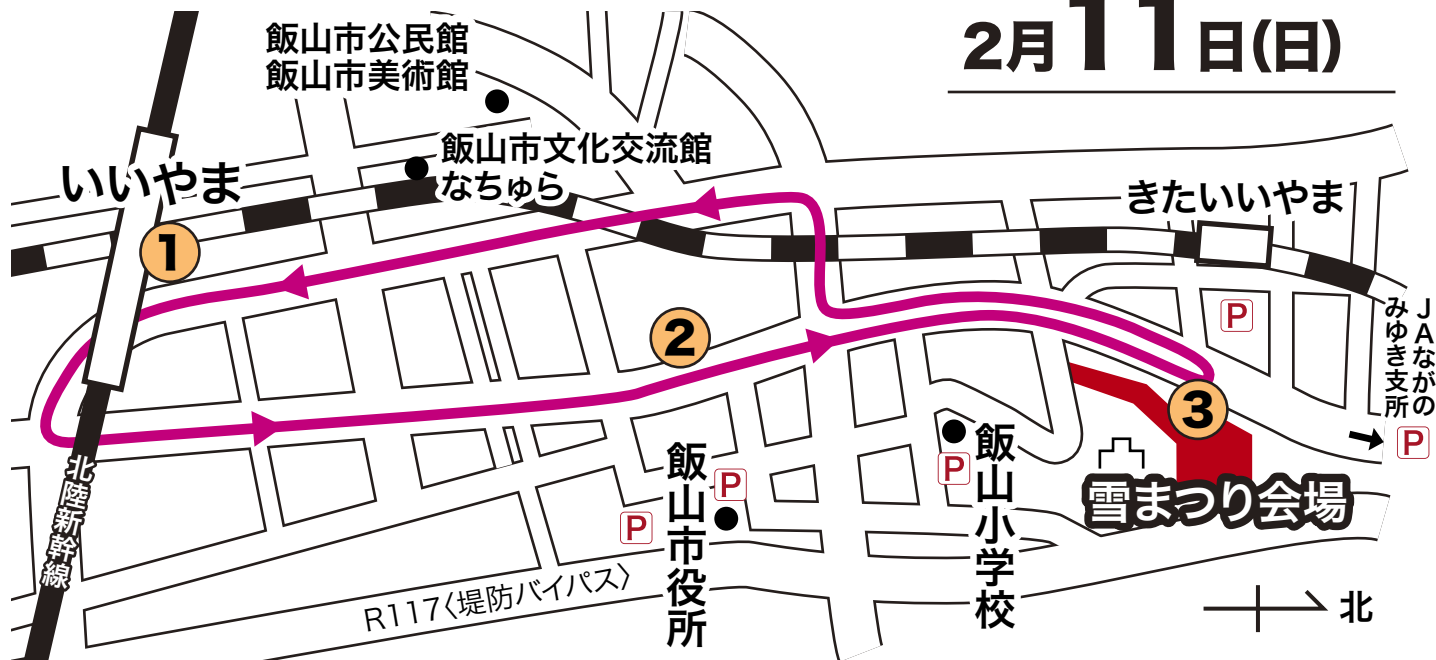 2月11日(日)
飯山市公民館
飯山市美術館
飯山市文化交流館
なちゅら
いいやま
きたいいやま
1
2
3
P
JAながの
みゆき支所
P
飯山小学校
P
飯山市役所
P
P
雪まつり会場
北陸新幹線
R117〈堤防バイパス〉
北